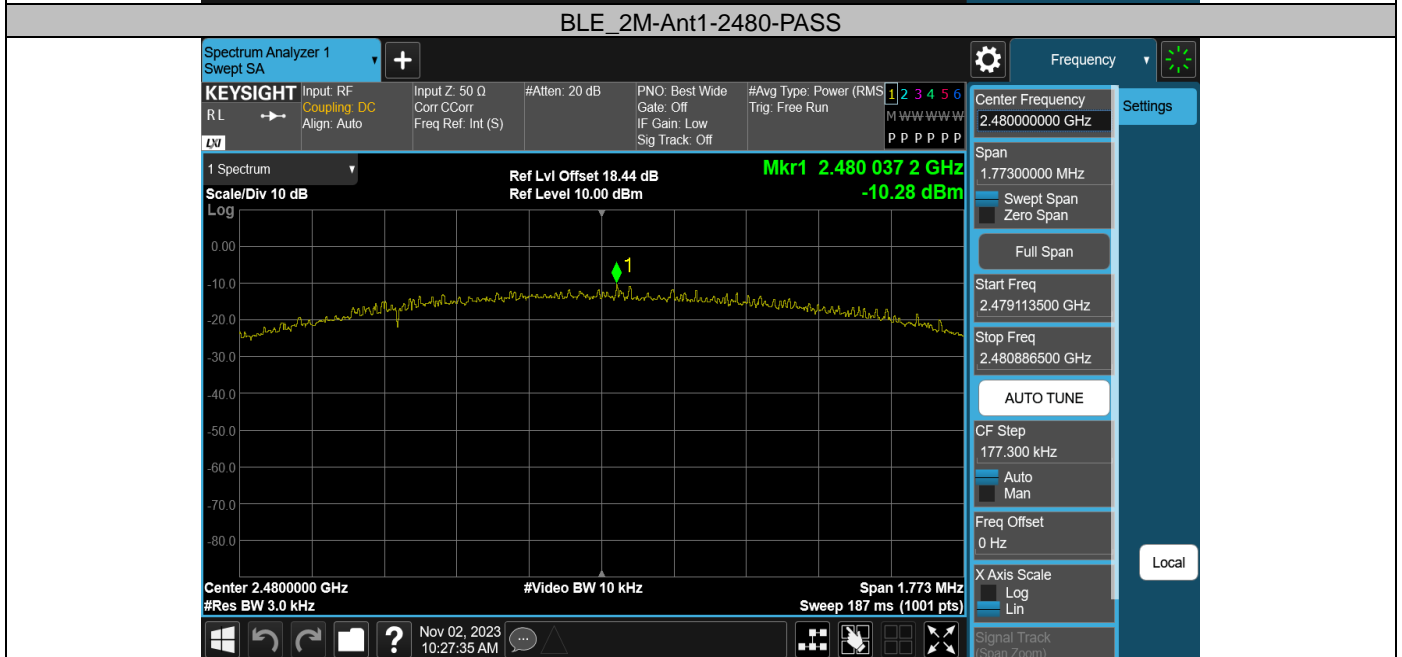 BLE_2M-Ant1-2480-PASS
Spectrum Analyzer 1
Swept SA
Frequency
KEYSIGHT
RL
LXI
Input: RF
Coupling: DC
Align: Auto
Input Z: 50 Ω
Corr CCorr
Freq Ref: Int (S)
#Atten: 20 dB
PNO: Best Wide
Gate: Off
IF Gain: Low
Sig Track: Off
#Avg Type: Power (RMS
Trig: Free Run
1 2 3 4 5 6
M W W W W W
P P P P P P
1 Spectrum
Scale/Div 10 dB
Log
Ref Lvl Offset 18.44 dB
Ref Level 10.00 dBm
Mkr1 2.480 037 2 GHz
-10.28 dBm
1
0.00
-10.0
-20.0
-30.0
-40.0
-50.0
-60.0
-70.0
-80.0
Center 2.4800000 GHz
#Res BW 3.0 kHz
#Video BW 10 kHz
Span 1.773 MHz
Sweep 187 ms (1001 pts)
Nov 02, 2023
10:27:35 AM
Center Frequency
2.480000000 GHz
Settings
Span
1.77300000 MHz
Swept Span
Zero Span
Full Span
Start Freq
2.479113500 GHz
Stop Freq
2.480886500 GHz
AUTO TUNE
CF Step
177.300 kHz
Auto
Man
Freq Offset
0 Hz
X Axis Scale
Log
Lin
Local
Signal Track
(Span Zoom)